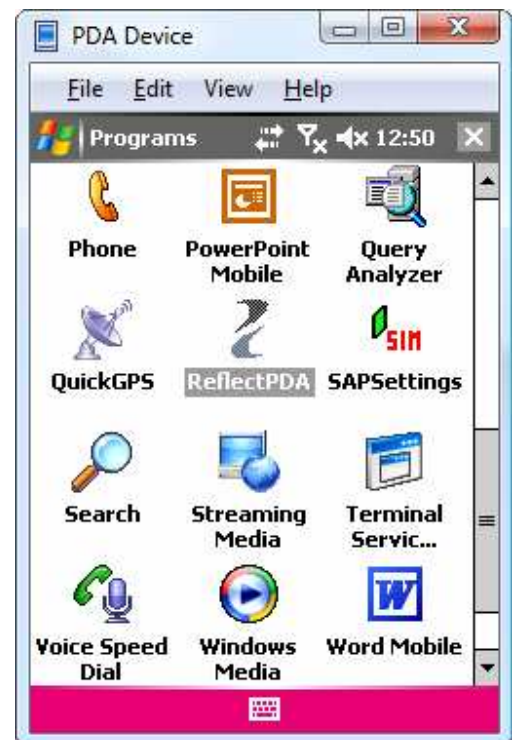 PDA Device
File Edit View Help
Programs 12:50
Phone PowerPoint Query
Mobile Analyzer
QuickGPS ReflectPDA SAPSettings
SIM
Search Streaming Terminal
Media Servic...
Voice Speed Windows Word Mobile
Dial Media